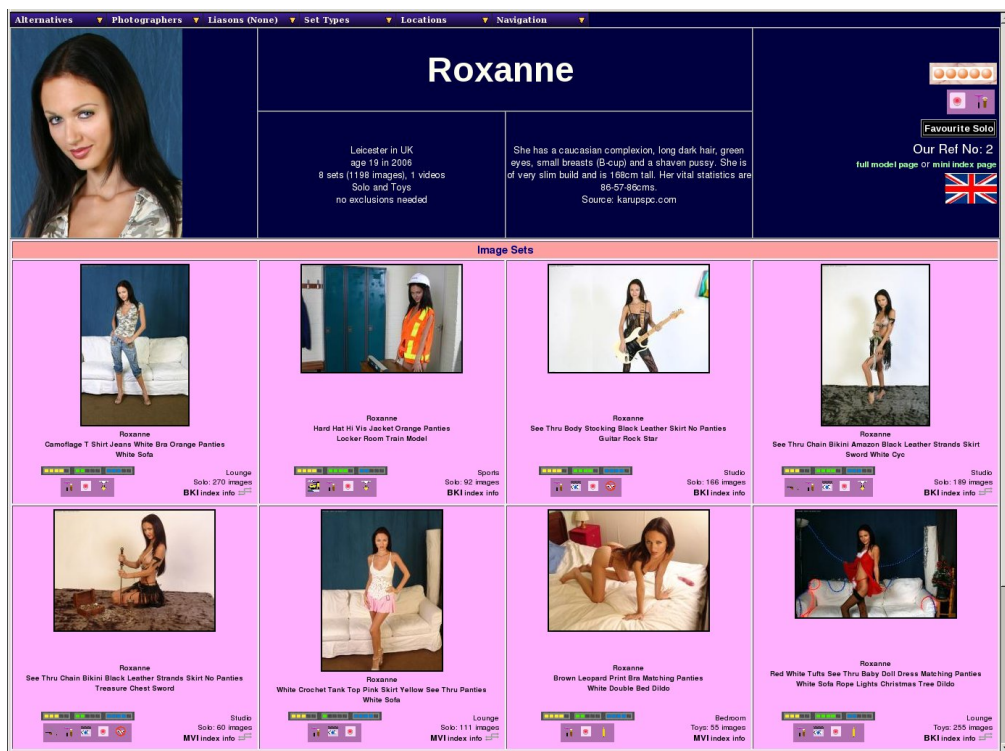 Alternatives Photographers Liasons (None) Set Types Locations Navigation
Roxanne
Favourite Solo
Our Ref No: 2
full model page or mini index page
Leicester in UK
age 19 in 2006
8 sets (1198 images), 1 videos
Solo and Toys
no exclusions needed
She has a caucasian complexion, long dark hair, green
eyes, small breasts (B-cup) and a shaven pussy. She is
of very slim build and is 168cm tall. Her vital statistics are
86-57-86cms.
Source: karupspc.com
Image Sets
Roxanne
Camoflage T Shirt Jeans White Bra Orange Panties
White Sofa
Lounge
Solo: 270 images
BKI index info
Roxanne
Hard Hat Hi Vis Jacket Orange Panties
Locker Room Train Model
Sports
Solo: 92 images
BKI index info
Roxanne
See Thru Body Stocking Black Leather Skirt No Panties
Guitar Rock Star
Studio
Solo: 166 images
BKI index info
Roxanne
See Thru Chain Bikini Amazon Black Leather Strands Skirt
Sword White Cyc
Studio
Solo: 189 images
BKI index info
Roxanne
See Thru Chain Bikini Black Leather Strands Skirt No Panties
Treasure Chest Sword
Studio
Solo: 60 images
MVI index info
Roxanne
White Crochet Tank Top Pink Skirt Yellow See Thru Panties
White Sofa
Lounge
Solo: 111 images
MVI index info
Roxanne
Brown Leopard Print Bra Matching Panties
White Double Bed Dildo
Bedroom
Toys: 55 images
MVI index info
Roxanne
Red White Tufts See Thru Baby Doll Dress Matching Panties
White Sofa Rope Lights Christmas Tree Dildo
Lounge
Toys: 255 images
BKI index info